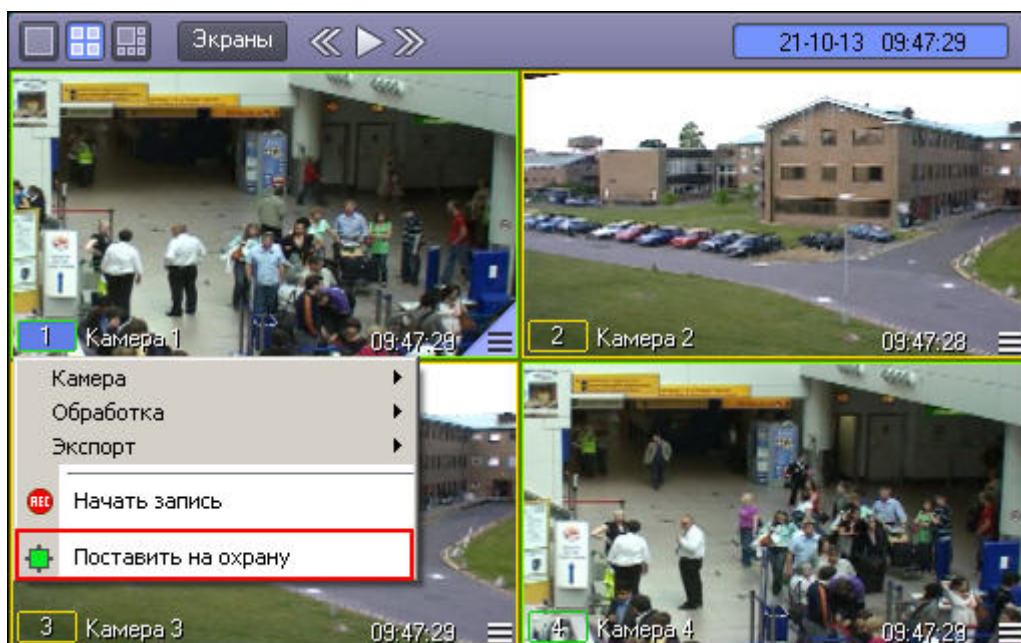 Экраны
21-10-13 09:47:29
1 Камера 1 09:47:29
2 Камера 2 09:47:28
Камера
Обработка
Экспорт
REC Начать запись
Поставить на охрану
3 Камера 3 09:47:29
4 Камера 4 09:47:29